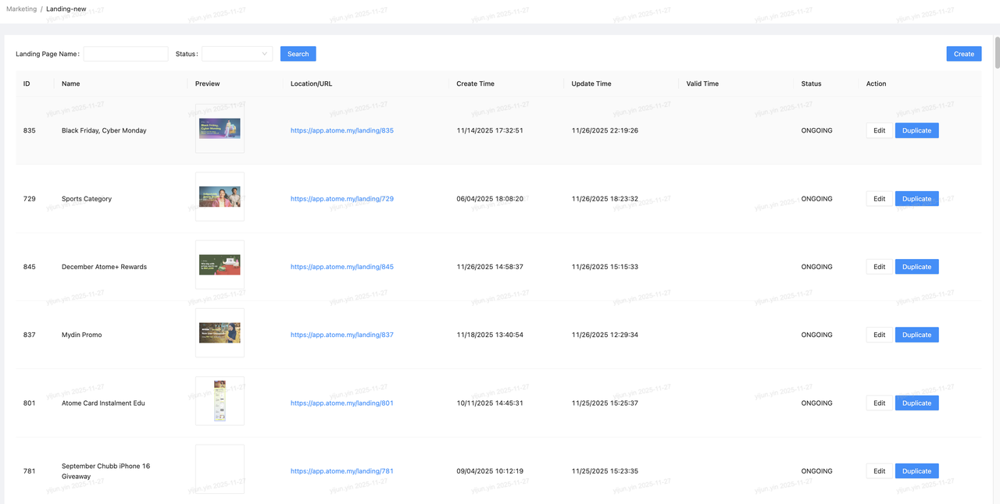 Marketing / Landing-new
Landing Page Name: Status: Search Create
ID Name Preview Location/URL Create Time Update Time Valid Time Status Action
835 Black Friday, Cyber Monday https://app.atome.my/landing/835 11/14/2025 17:32:51 11/26/2025 22:19:26 ONGOING Edit Duplicate
Black Friday,
Cyber Monday
729 Sports Category https://app.atome.my/landing/729 06/04/2025 18:08:20 11/26/2025 18:23:32 ONGOING Edit Duplicate
845 December Atome+ Rewards https://app.atome.my/landing/845 11/26/2025 14:58:37 11/26/2025 15:15:33 ONGOING Edit Duplicate
837 Mydin Promo https://app.atome.my/landing/837 11/18/2025 13:40:54 11/26/2025 12:29:34 ONGOING Edit Duplicate
801 Atome Card Instalment Edu https://app.atome.my/landing/801 10/11/2025 14:45:31 11/25/2025 15:25:37 ONGOING Edit Duplicate
781 September Chubb iPhone 16 https://app.atome.my/landing/781 09/04/2025 10:12:19 11/25/2025 15:23:35 ONGOING Edit Duplicate
Giveaway
yijun.yin 2025-11-27